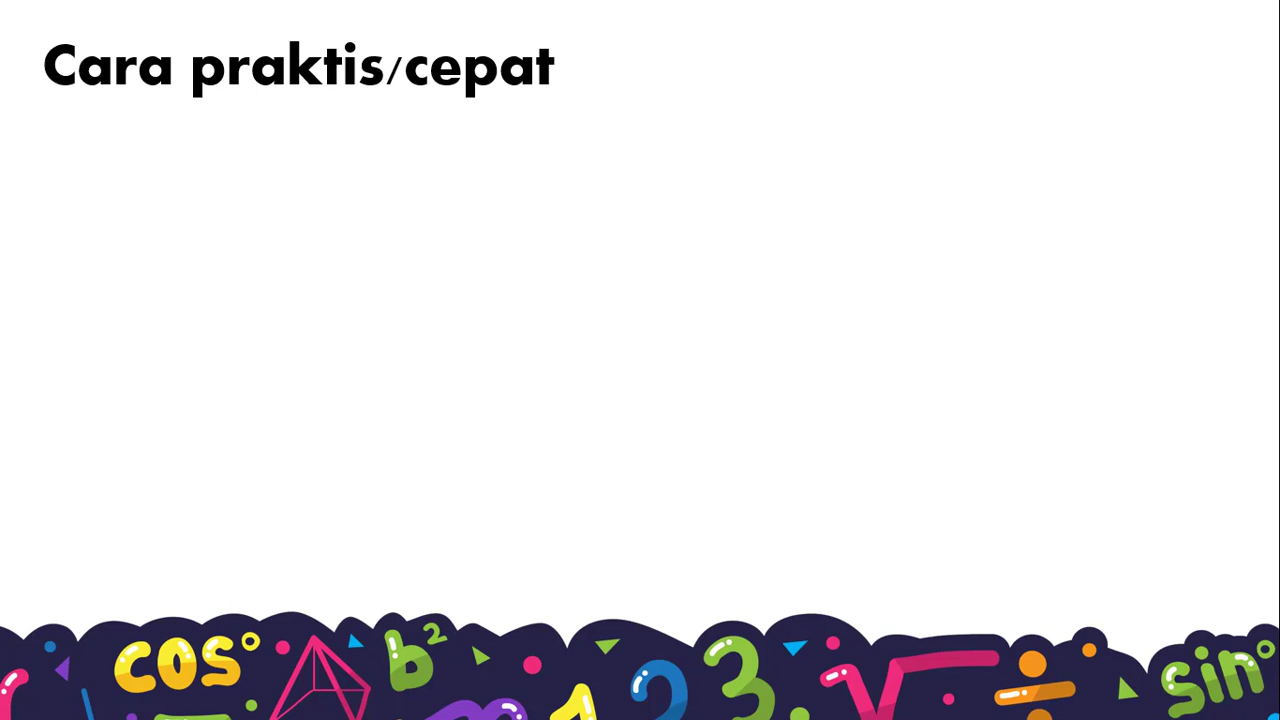 Cara praktis/cepat
cos°
b²
1 2 3
√
÷
sin°